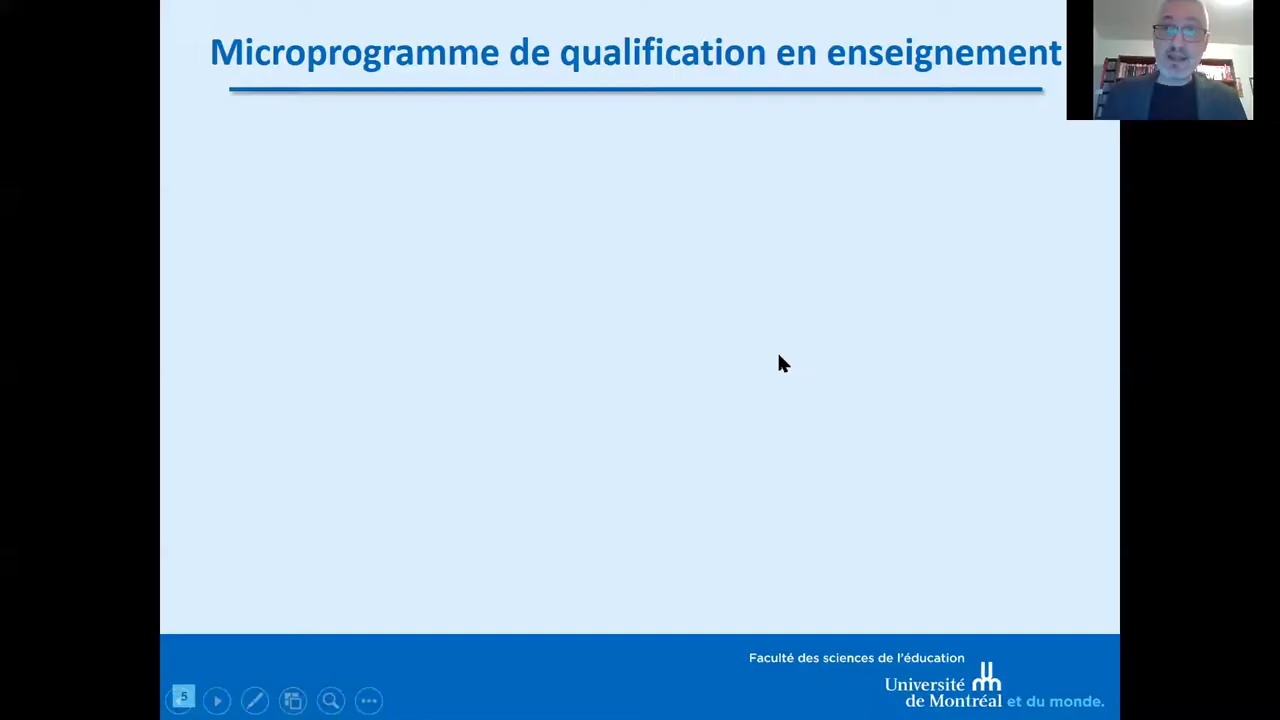 Microprogramme de qualification en enseignement
5
Faculté des sciences de l'éducation
Université
de Montréal et du monde.